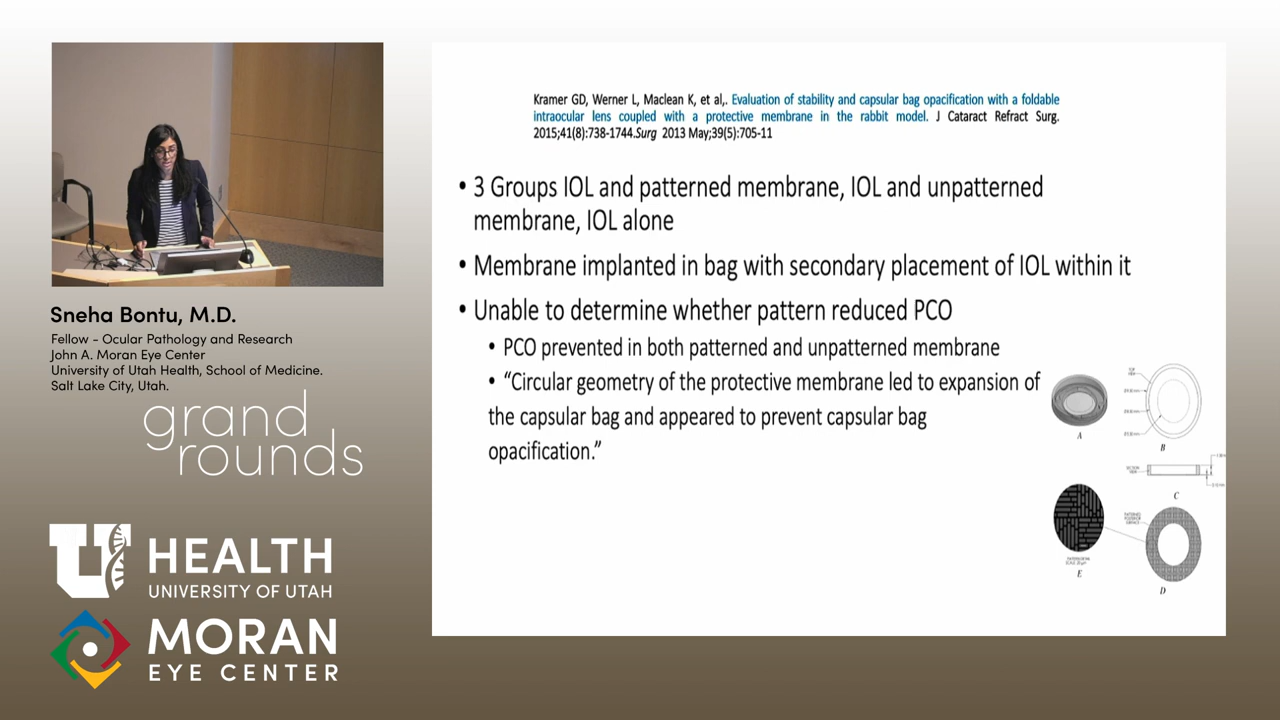 Kramer GD, Werner L, Maclean K, et al,. Evaluation of stability and capsular bag opacification with a foldable
intraocular lens coupled with a protective membrane in the rabbit model. J Cataract Refract Surg.
2015;41(8):738-1744.Surg 2013 May;39(5):705-11
• 3 Groups IOL and patterned membrane, IOL and unpatterned
membrane, IOL alone
• Membrane implanted in bag with secondary placement of IOL within it
• Unable to determine whether pattern reduced PCO
• PCO prevented in both patterned and unpatterned membrane
• “Circular geometry of the protective membrane led to expansion of
the capsular bag and appeared to prevent capsular bag
opacification.”
A
B
C
E
D
Sneha Bontu, M.D.
Fellow - Ocular Pathology and Research
John A. Moran Eye Center
University of Utah Health, School of Medicine.
Salt Lake City, Utah.
grand
rounds
U
HEALTH
UNIVERSITY OF UTAH
MORAN
EYE CENTER